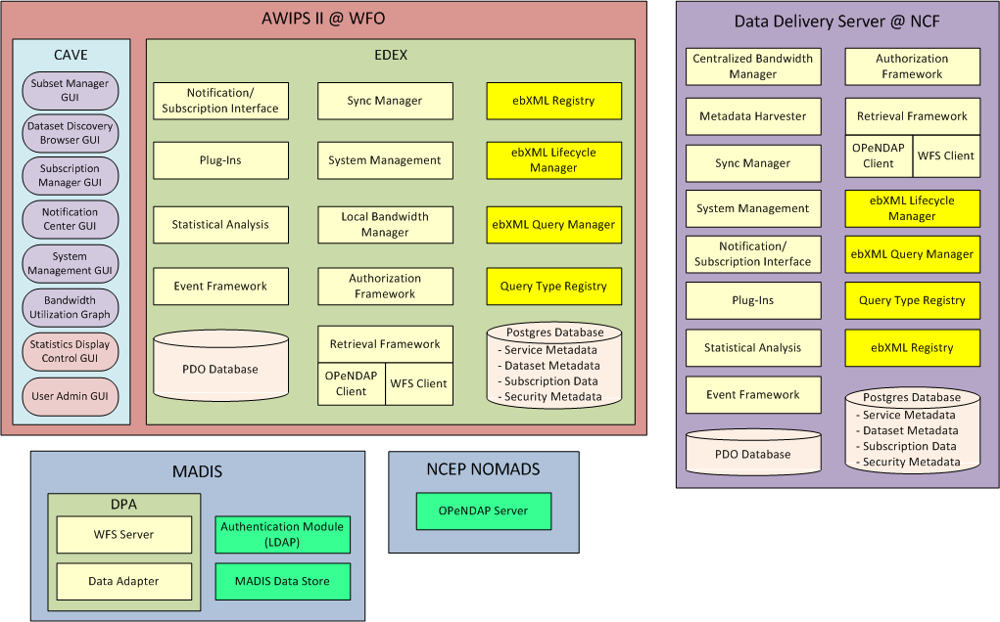 AWIPS II @ WFO
CAVE
Subset Manager
GUI
Dataset Discovery
Browser GUI
Subscription
Manager GUI
Notification
Center GUI
System
Management GUI
Bandwidth
Utilization Graph
Statistics Display
Control GUI
User Admin GUI
EDEX
Notification/
Subscription Interface
Sync Manager
ebXML Registry
Plug-Ins
System Management
ebXML Lifecycle
Manager
Statistical Analysis
Local Bandwidth
Manager
ebXML Query Manager
Event Framework
Authorization
Framework
Query Type Registry
PDO Database
Retrieval Framework
OPeNDAP
Client
WFS Client
Postgres Database
- Service Metadata
- Dataset Metadata
- Subscription Data
- Security Metadata
Data Delivery Server @ NCF
Centralized Bandwidth
Manager
Metadata Harvester
Sync Manager
System Management
Notification/
Subscription Interface
Plug-Ins
Statistical Analysis
Event Framework
PDO Database
Authorization
Framework
Retrieval Framework
OPeNDAP
Client
WFS Client
ebXML Lifecycle
Manager
ebXML Query Manager
Query Type Registry
ebXML Registry
Postgres Database
- Service Metadata
- Dataset Metadata
- Subscription Data
- Security Metadata
MADIS
DPA
WFS Server
Data Adapter
Authentication Module
(LDAP)
MADIS Data Store
NCEP NOMADS
OPeNDAP Server